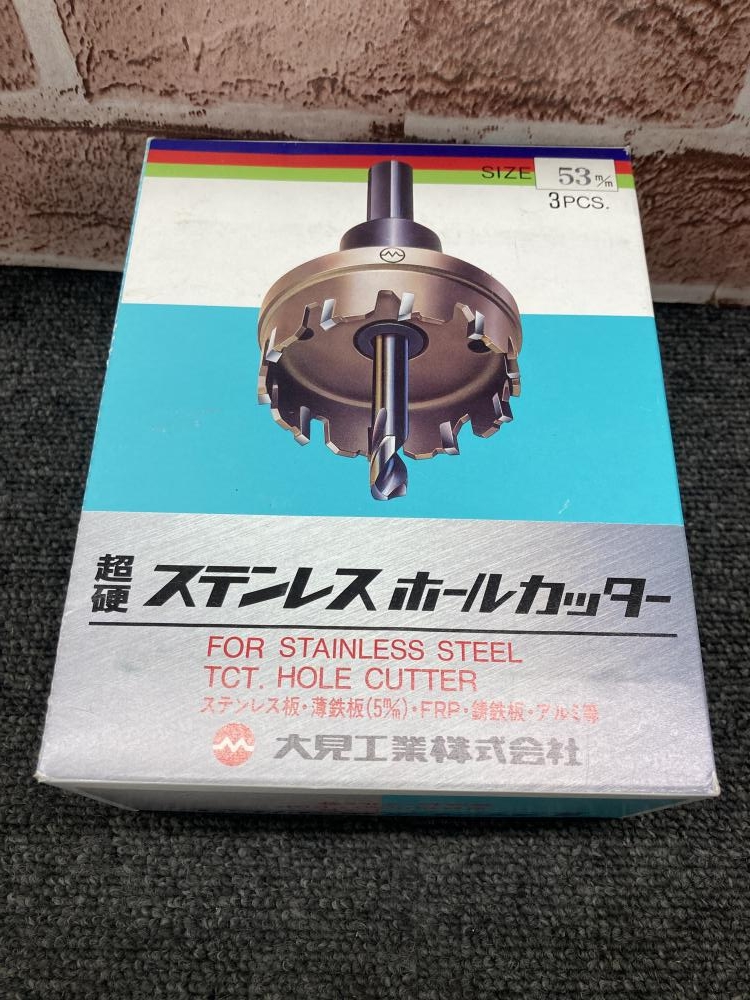 SIZE 53 m/m
3PCS.
超硬 ステンレスホールカッター
FOR STAINLESS STEEL
TCT. HOLE CUTTER
ステンレス板・薄鉄板(5m/m)・FRP・鋳鉄板・アルミ等
大見工業株式会社